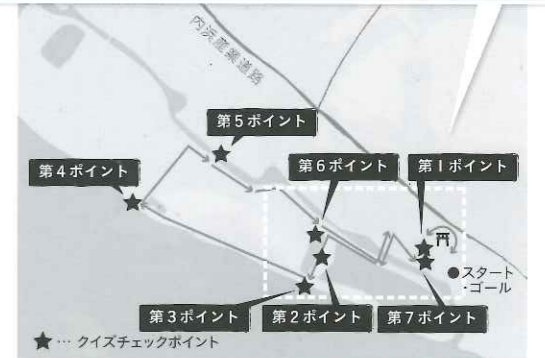 内浜産業道路
第5ポイント
第4ポイント
第6ポイント
第1ポイント
●スタート
・ゴール
第3ポイント
第2ポイント
第7ポイント
★… クイズチェックポイント